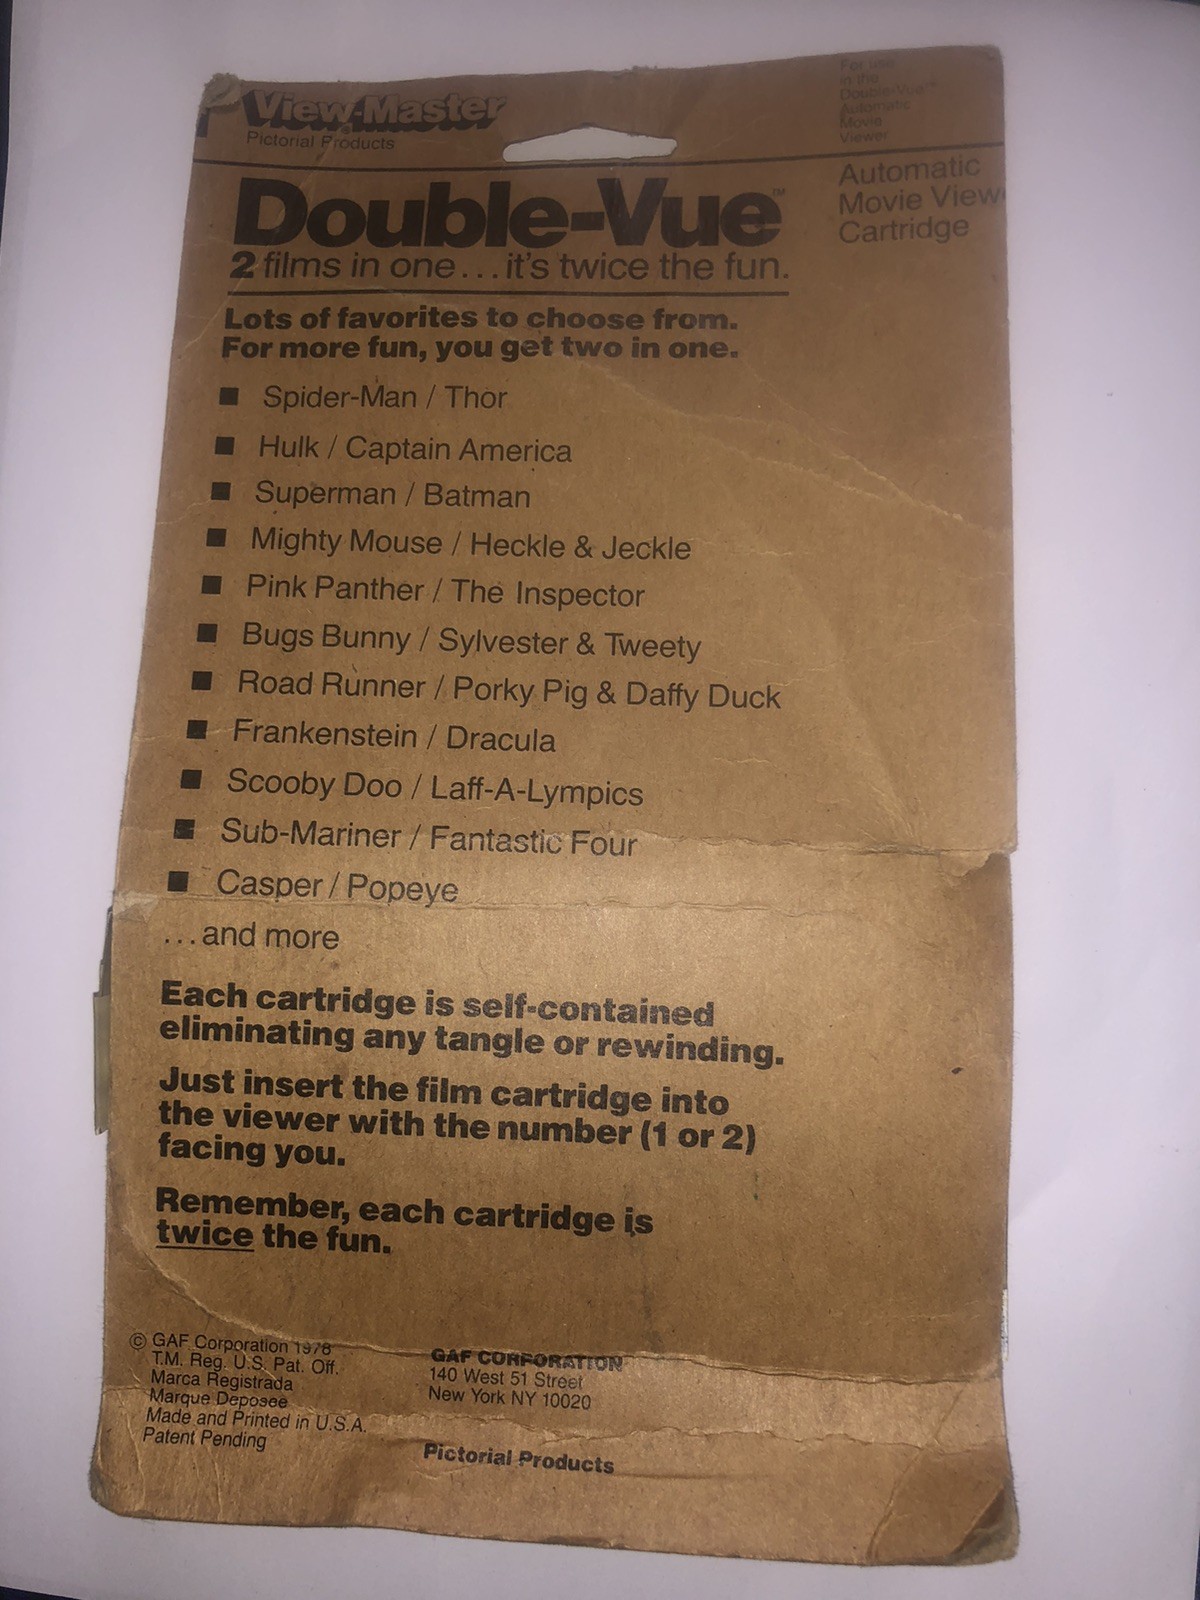 View-Master
Pictorial Products
For use
in the
Double-Vue™
Automatic
Movie
Viewer
Double-Vue™
2 films in one...it's twice the fun.
Automatic
Movie View
Cartridge
Lots of favorites to choose from.
For more fun, you get two in one.
■ Spider-Man / Thor
■ Hulk / Captain America
■ Superman / Batman
■ Mighty Mouse / Heckle & Jeckle
■ Pink Panther / The Inspector
■ Bugs Bunny / Sylvester & Tweety
■ Road Runner / Porky Pig & Daffy Duck
■ Frankenstein / Dracula
■ Scooby Doo / Laff-A-Lympics
■ Sub-Mariner / Fantastic Four
■ Casper / Popeye
...and more
Each cartridge is self-contained
eliminating any tangle or rewinding.
Just insert the film cartridge into
the viewer with the number (1 or 2)
facing you.
Remember, each cartridge is
twice the fun.
© GAF Corporation 1978
T.M. Reg. U.S. Pat. Off.
Marca Registrada
Marque Deposee
Made and Printed in U.S.A.
Patent Pending
GAF CORPORATION
140 West 51 Street
New York NY 10020
Pictorial Products